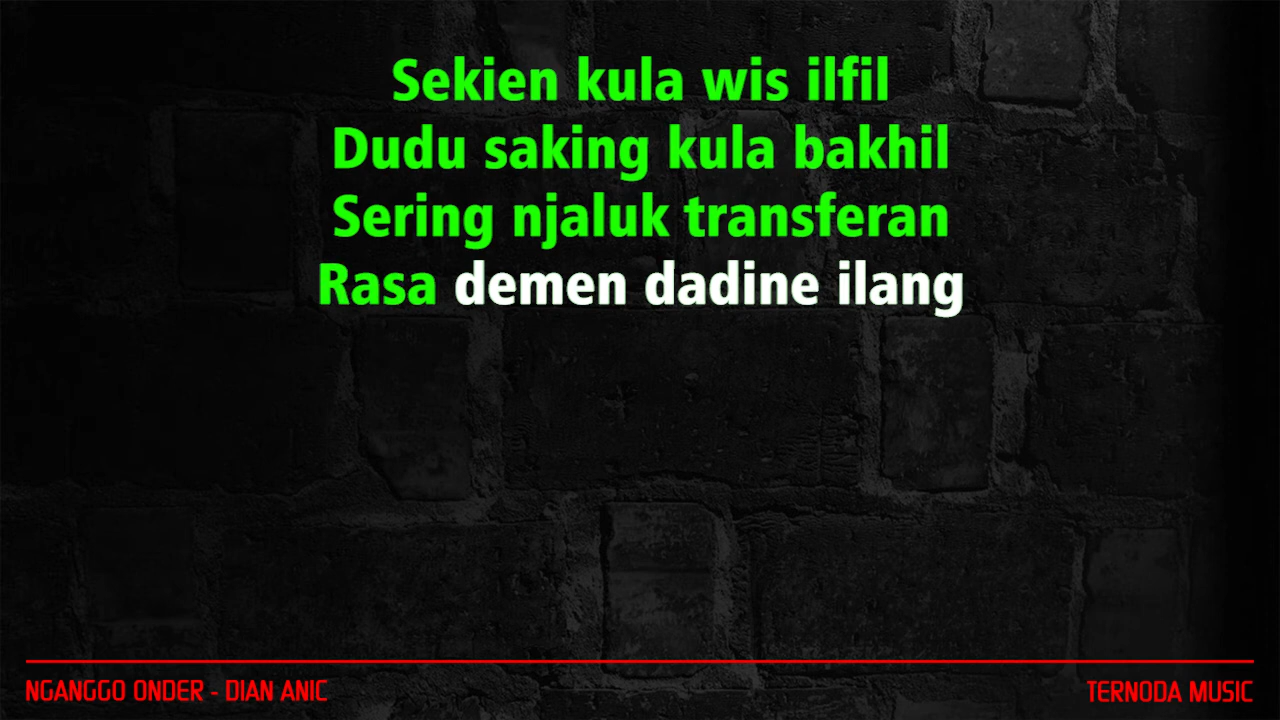 Sekien kula wis ilfil
Dudu saking kula bakhil
Sering njaluk transferan
Rasa demen dadine ilang
NGANGGO ONDER - DIAN ANIC
TERNODA MUSIC